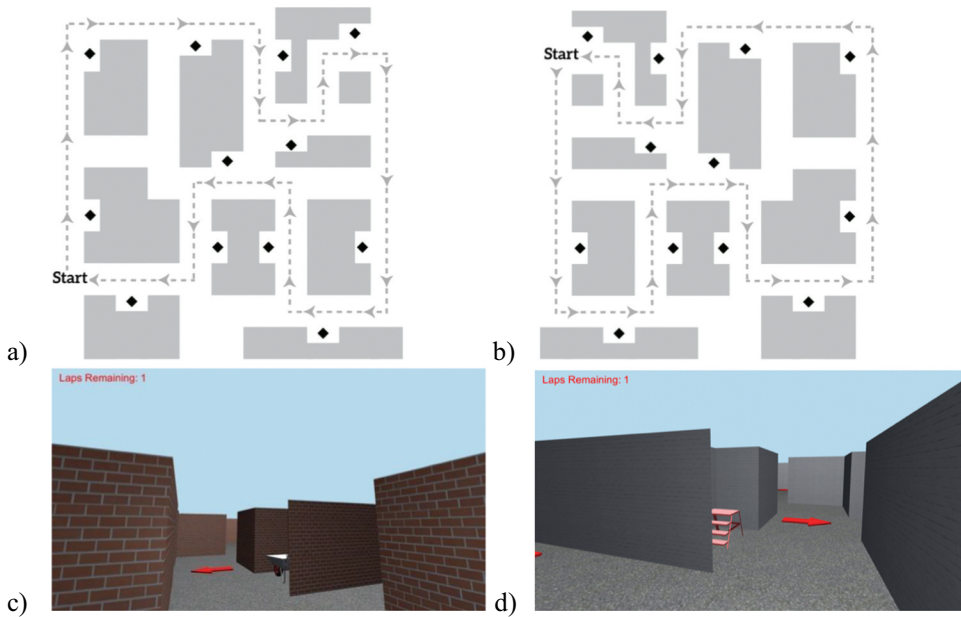 Start
Start
a)
b)
Laps Remaining: 1
Laps Remaining: 1
c)
d)